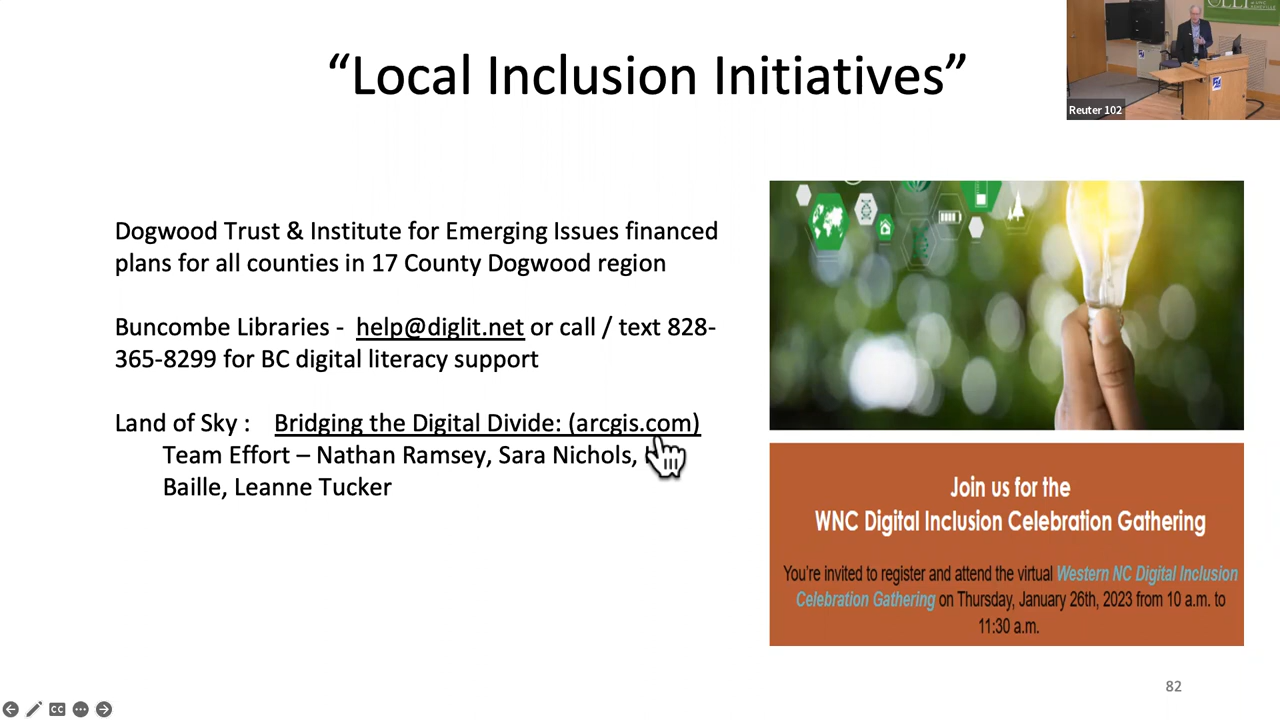 “Local Inclusion Initiatives”
Reuter 102
Dogwood Trust & Institute for Emerging Issues financed
plans for all counties in 17 County Dogwood region
Buncombe Libraries - help@diglit.net or call / text 828-
365-8299 for BC digital literacy support
Land of Sky : Bridging the Digital Divide: (arcgis.com)
Team Effort – Nathan Ramsey, Sara Nichols,
Baille, Leanne Tucker
Join us for the
WNC Digital Inclusion Celebration Gathering
You're invited to register and attend the virtual Western NC Digital Inclusion
Celebration Gathering on Thursday, January 26th, 2023 from 10 a.m. to
11:30 a.m.
82
CC